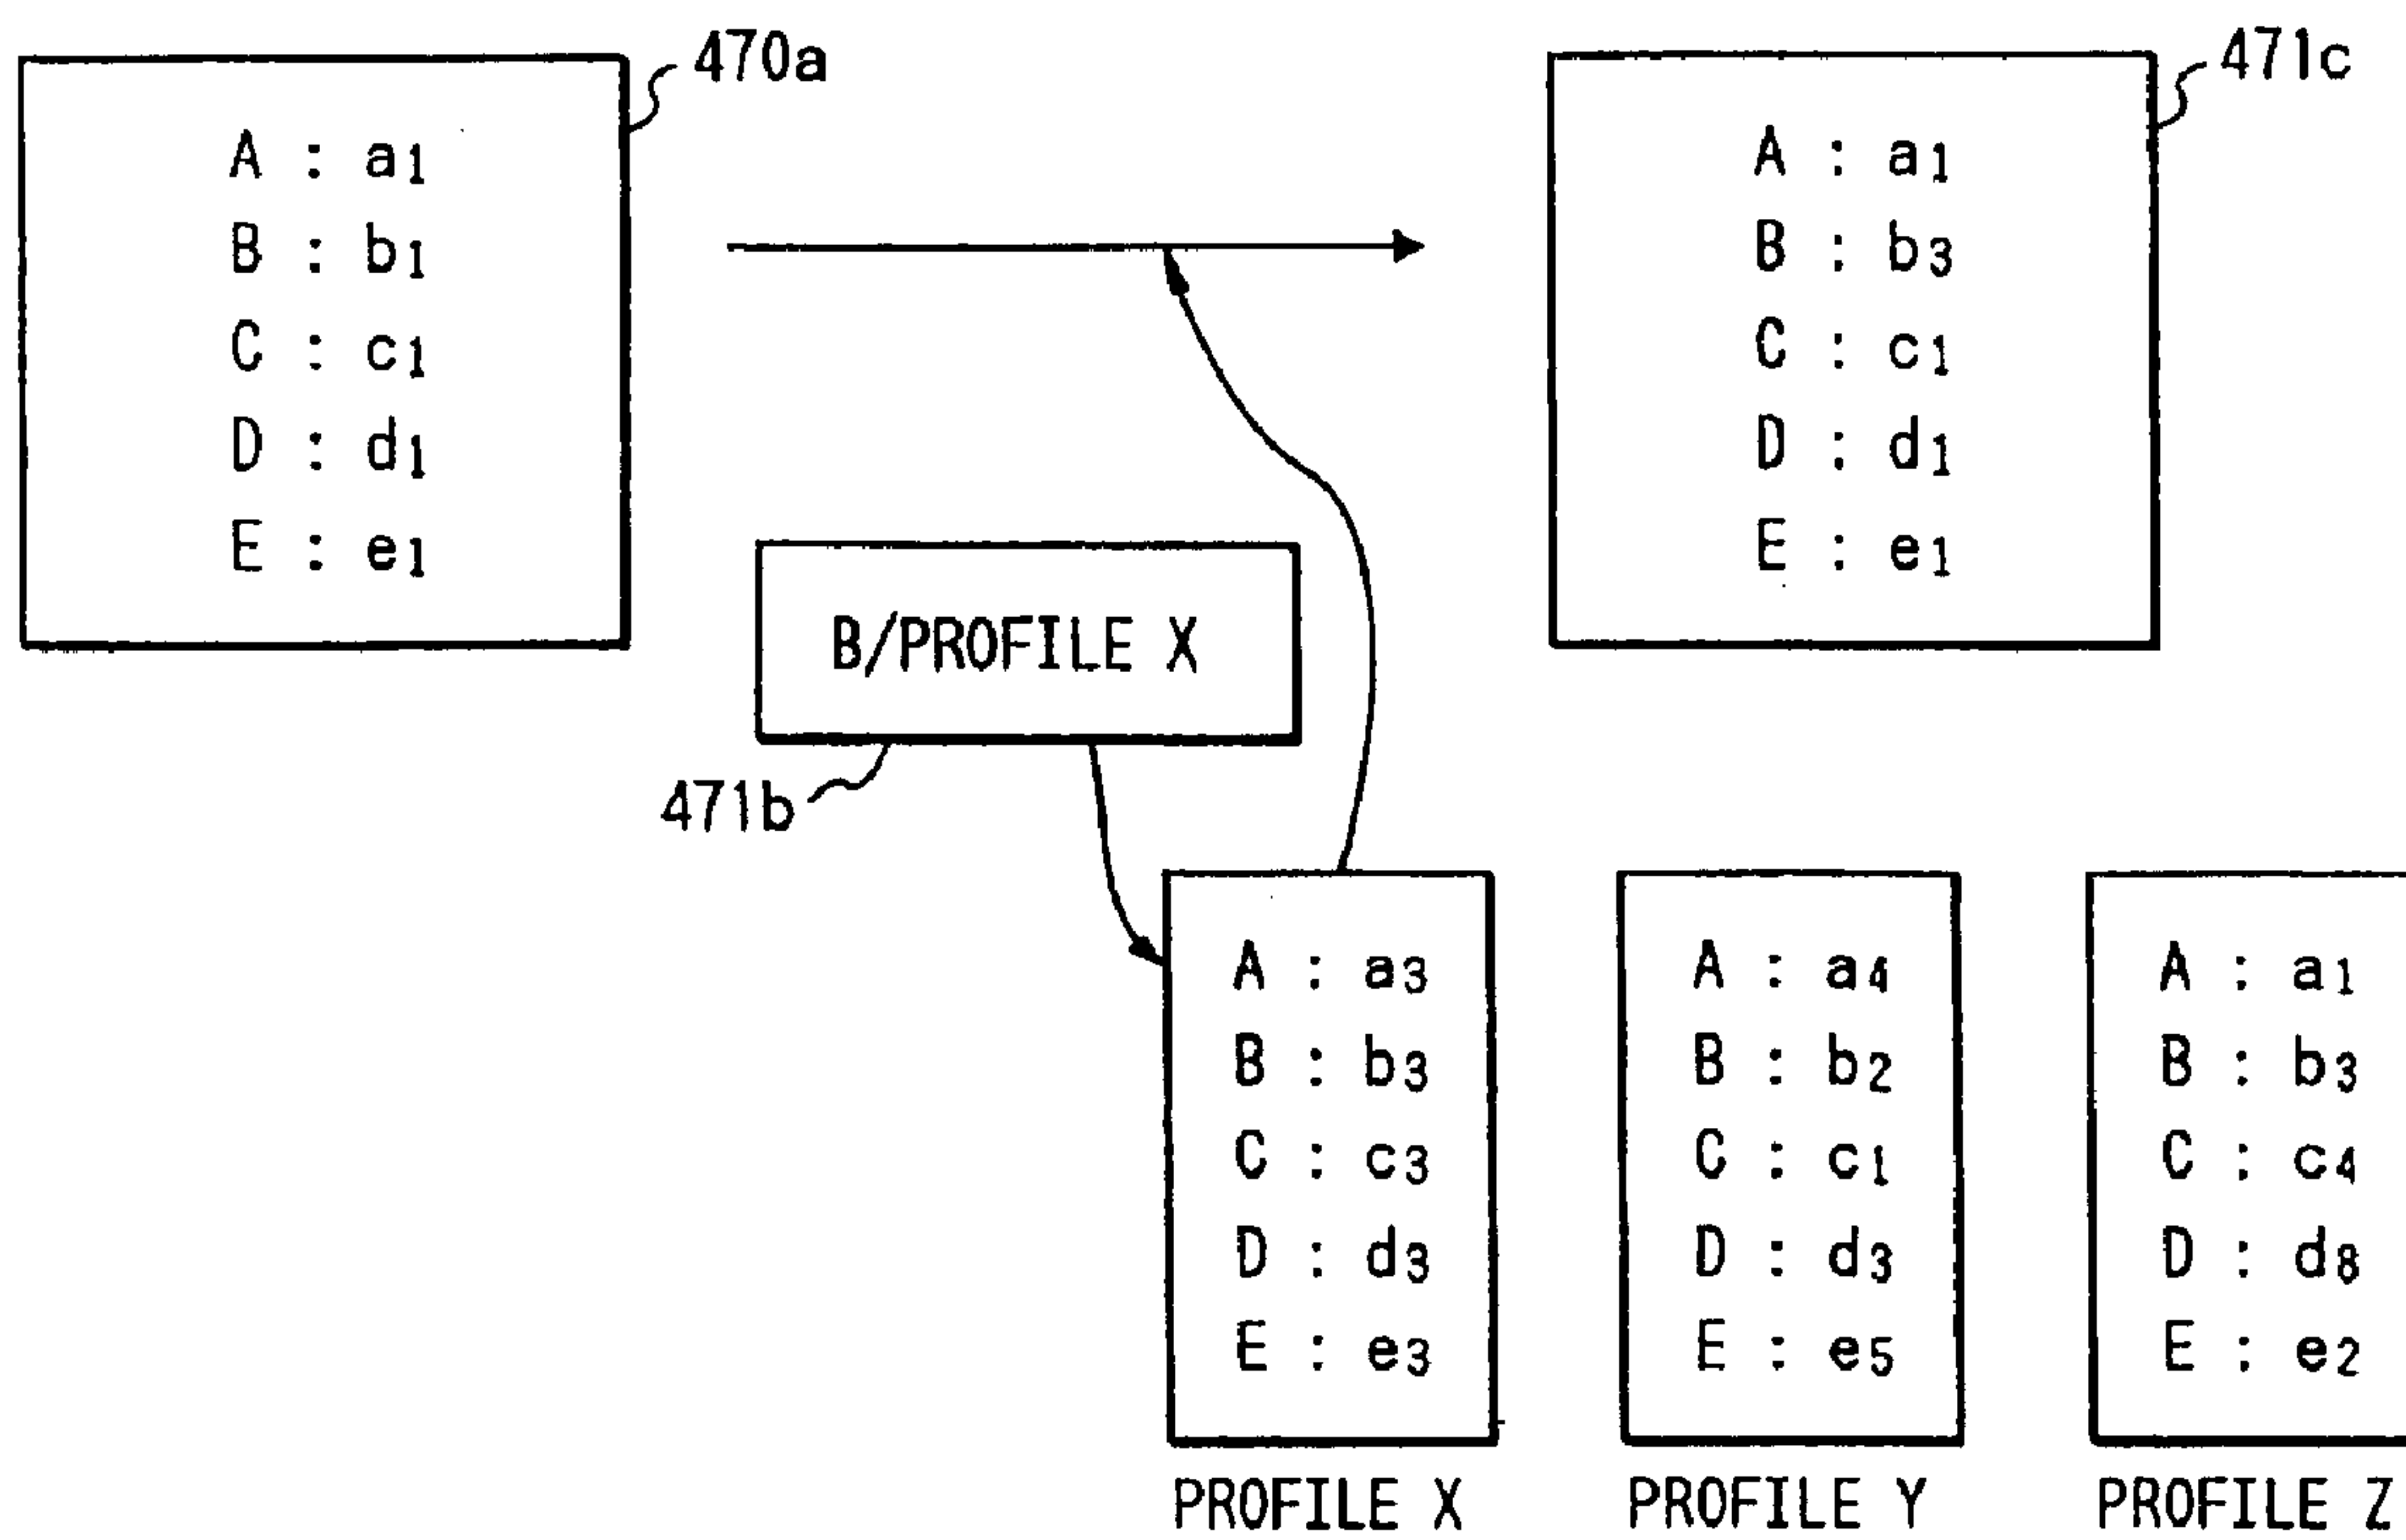 470a
A : a1
B : b1
C : c1
D : d1
E : e1
471c
A : a1
B : b3
C : c1
D : d1
E : e1
B/PROFILE X
471b
A : a3
B : b3
C : c3
D : d3
E : e3
PROFILE X
A : a4
B : b2
C : c1
D : d3
E : e5
PROFILE Y
A : a1
B : b3
C : c4
D : d8
E : e2
PROFILE Z